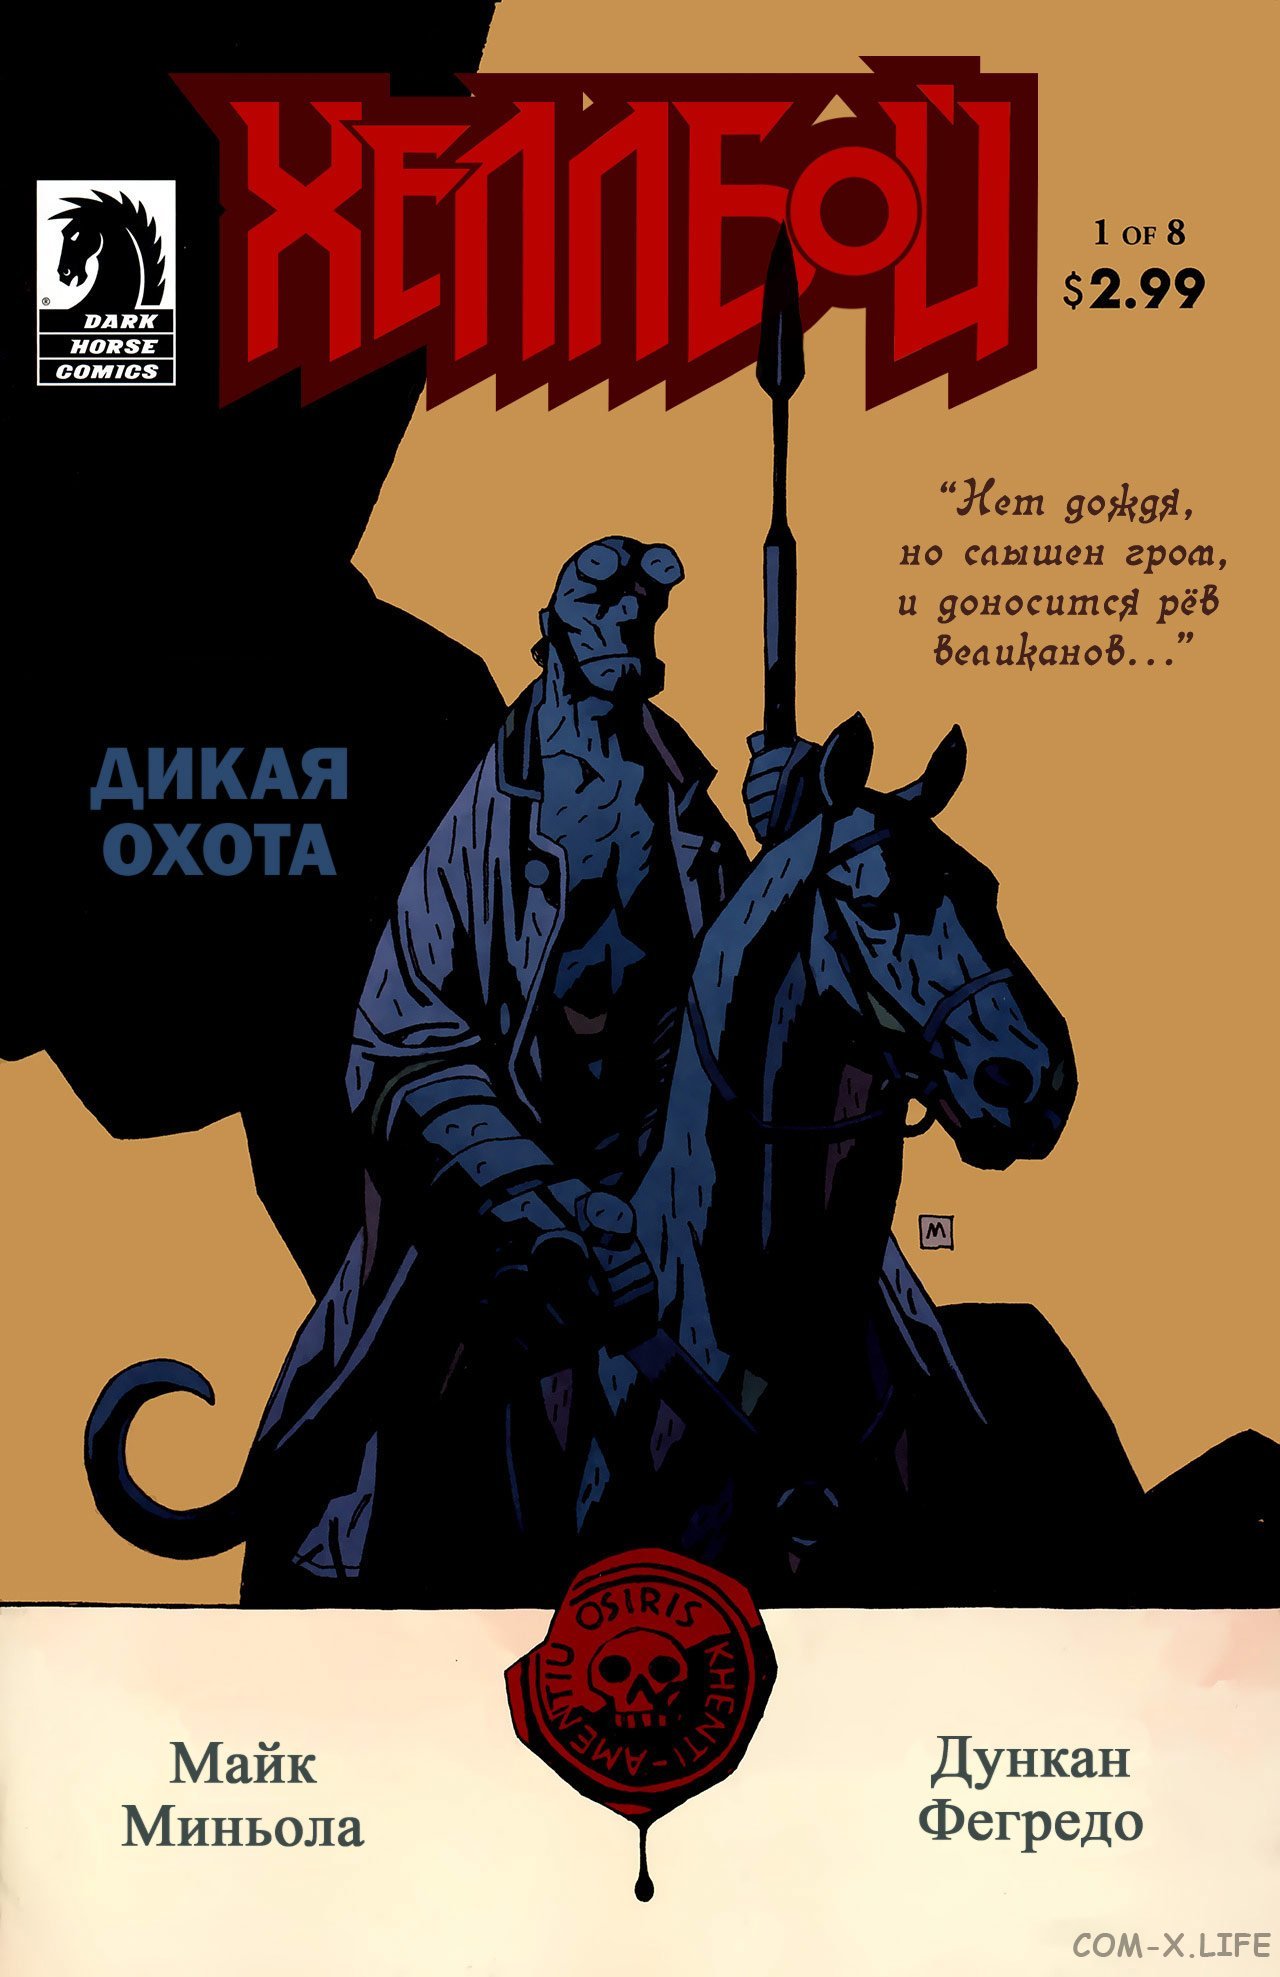 ХЕЛЛБОЙ
1 OF 8
$2.99
DARK
HORSE
COMICS
®
“Нет дождя,
но слышен гром,
и доносится рёв
великанов...”
ДИКАЯ
ОХОТА
M
OSIRIS
KHENTI-AMENTIU
Майк
Миньола
Дункан
Фегредо
COM-X.LIFE